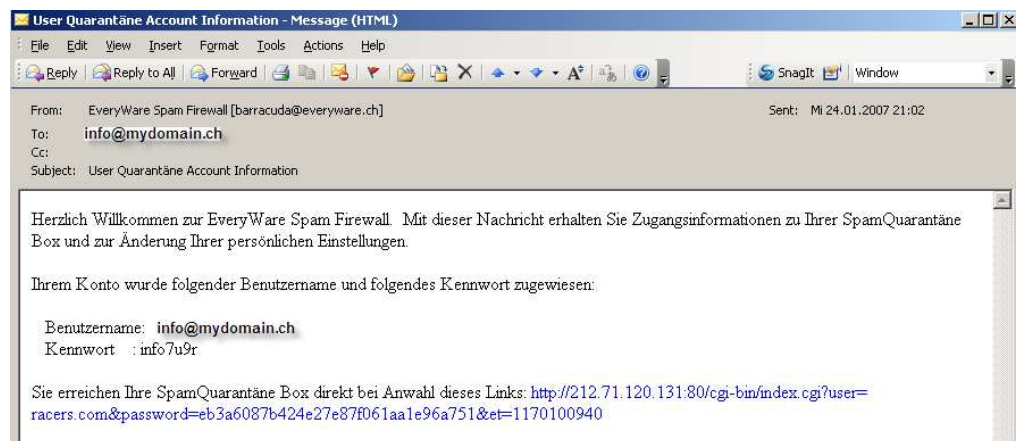 User Quarantäne Account Information - Message (HTML)
File Edit View Insert Format Tools Actions Help
Reply Reply to All Forward A SnagIt Window
From: EveryWare Spam Firewall [barracuda@everyware.ch] Sent: Mi 24.01.2007 21:02
To: info@mydomain.ch
Cc:
Subject: User Quarantäne Account Information
Herzlich Willkommen zur EveryWare Spam Firewall. Mit dieser Nachricht erhalten Sie Zugangsinformationen zu Ihrer SpamQuarantäne
Box und zur Änderung Ihrer persönlichen Einstellungen.
Ihrem Konto wurde folgender Benutzername und folgendes Kennwort zugewiesen:
Benutzername: info@mydomain.ch
Kennwort : info7u9r
Sie erreichen Ihre SpamQuarantäne Box direkt bei Anwahl dieses Links: http://212.71.120.131:80/cgi-bin/index.cgi?user=
racers.com&password=eb3a6087b424e27e87f061aa1e96a751&et=1170100940